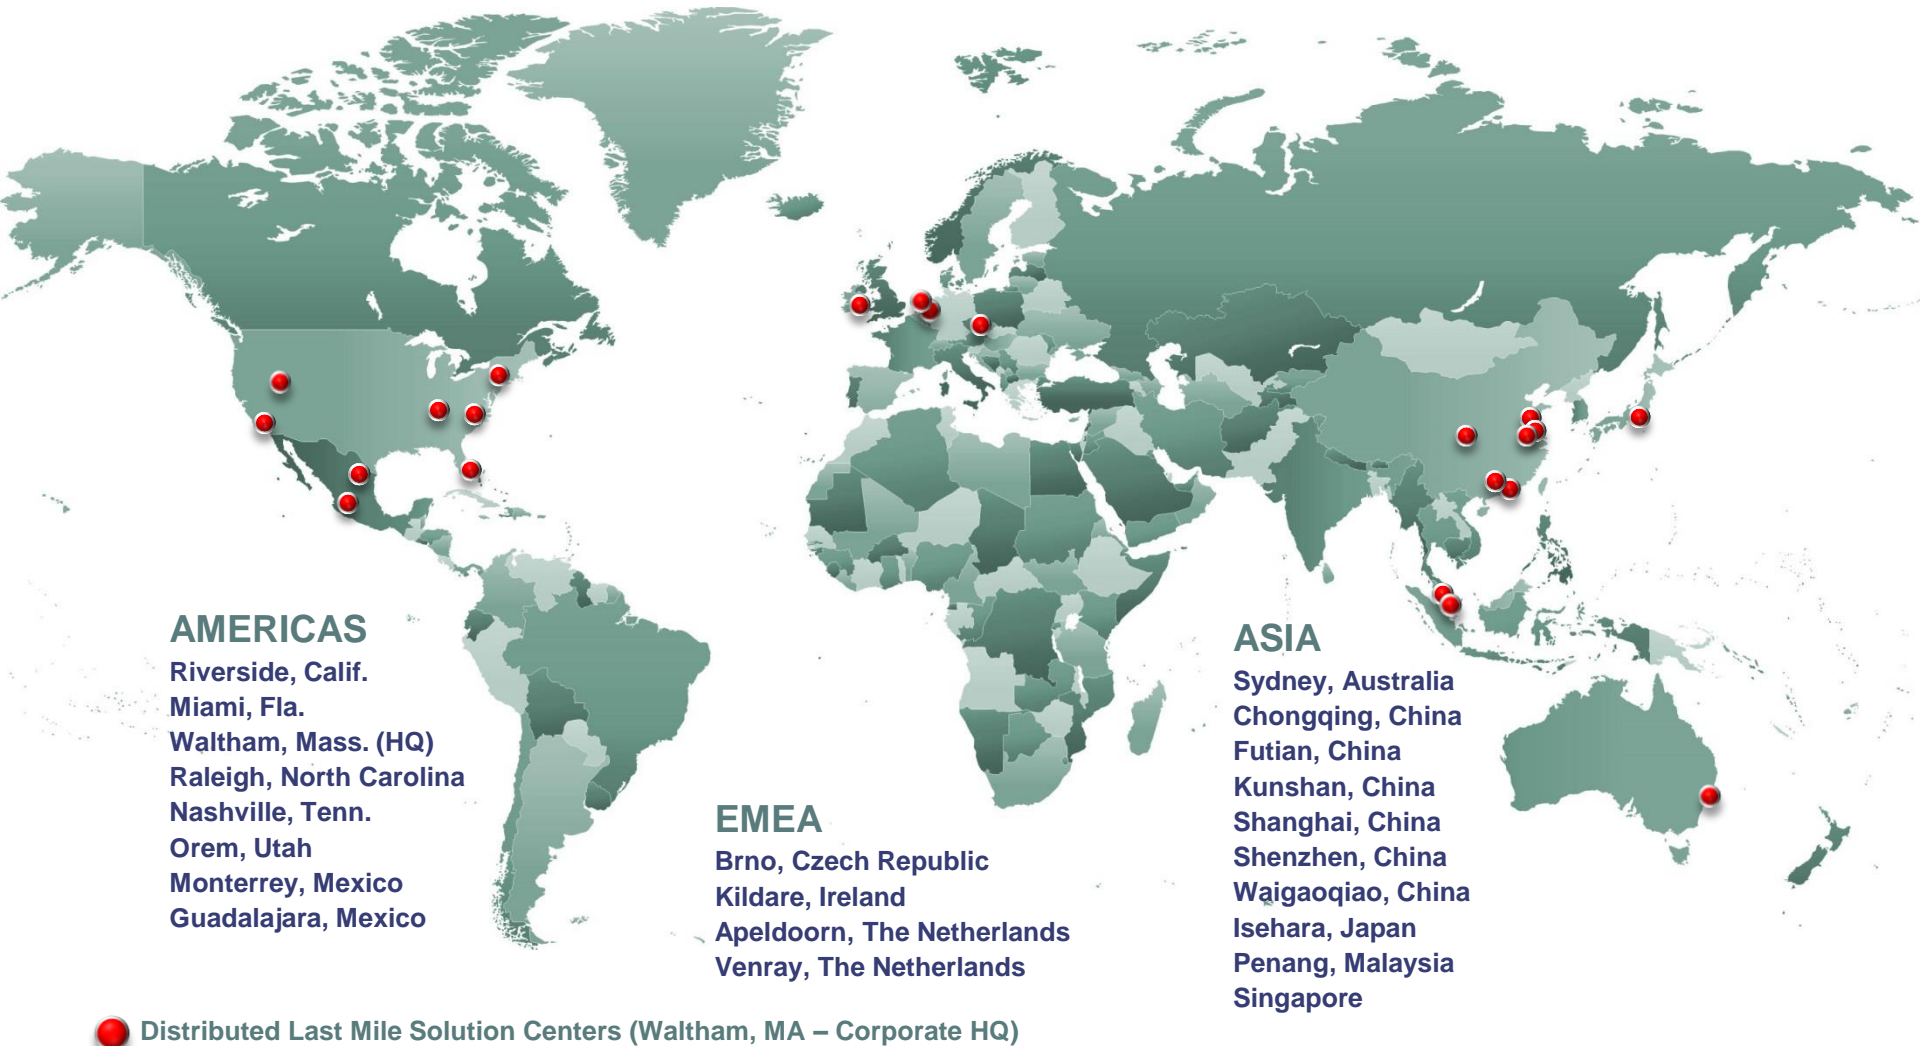 AMERICAS
Riverside, Calif.
Miami, Fla.
Waltham, Mass. (HQ)
Raleigh, North Carolina
Nashville, Tenn.
Orem, Utah
Monterrey, Mexico
Guadalajara, Mexico
EMEA
Brno, Czech Republic
Kildare, Ireland
Apeldoorn, The Netherlands
Venray, The Netherlands
ASIA
Sydney, Australia
Chongqing, China
Futian, China
Kunshan, China
Shanghai, China
Shenzhen, China
Waigaoqiao, China
Isehara, Japan
Penang, Malaysia
Singapore
Distributed Last Mile Solution Centers (Waltham, MA – Corporate HQ)